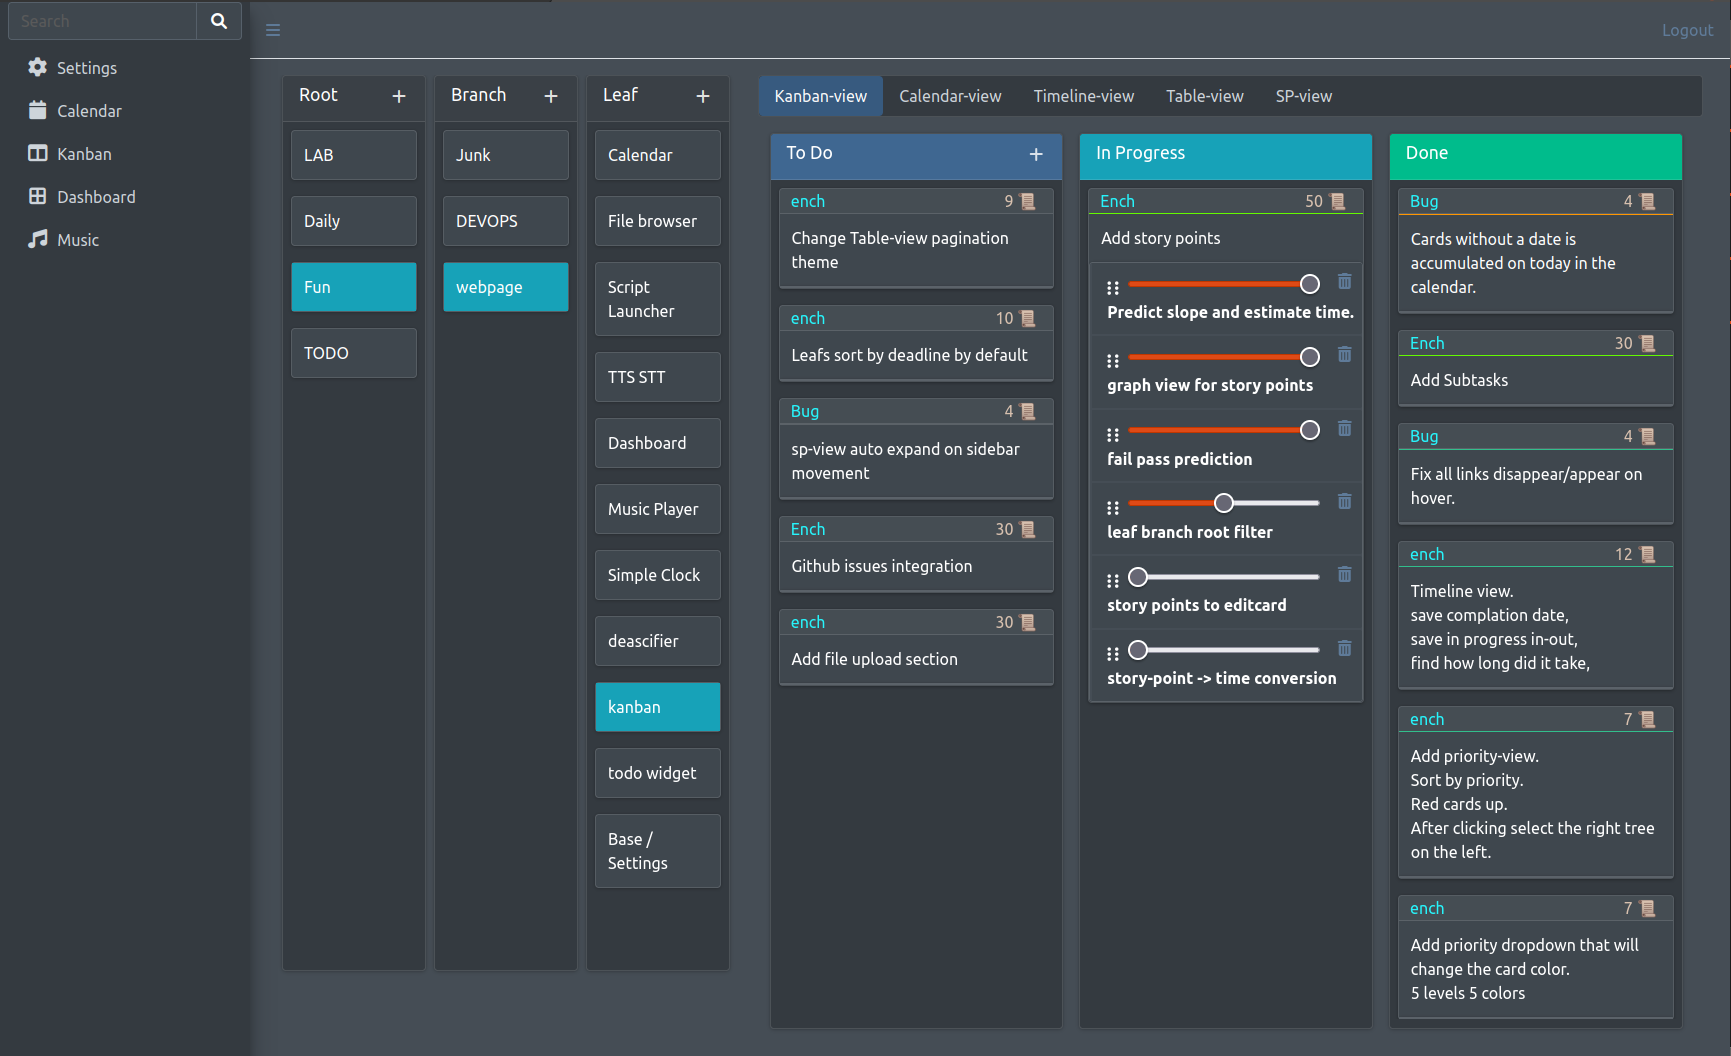 Search
Settings
Calendar
Kanban
Dashboard
Music
Logout
Root +
LAB
Daily
Fun
TODO
Branch +
Junk
DEVOPS
webpage
Leaf +
Calendar
File browser
Script
Launcher
TTS STT
Dashboard
Music Player
Simple Clock
deascifier
kanban
todo widget
Base /
Settings
Kanban-view Calendar-view Timeline-view Table-view SP-view
To Do +
ench 9
Change Table-view pagination
theme
ench 10
Leafs sort by deadline by default
Bug 4
sp-view auto expand on sidebar
movement
Ench 30
Github issues integration
ench 30
Add file upload section
In Progress
Ench 50
Add story points
Predict slope and estimate time.
graph view for story points
fail pass prediction
leaf branch root filter
story points to editcard
story-point -> time conversion
Done
Bug 4
Cards without a date is
accumulated on today in the
calendar.
Ench 30
Add Subtasks
Bug 4
Fix all links disappear/appear on
hover.
ench 12
Timeline view.
save complation date,
save in progress in-out,
find how long did it take,
ench 7
Add priority-view.
Sort by priority.
Red cards up.
After clicking select the right tree
on the left.
ench 7
Add priority dropdown that will
change the card color.
5 levels 5 colors